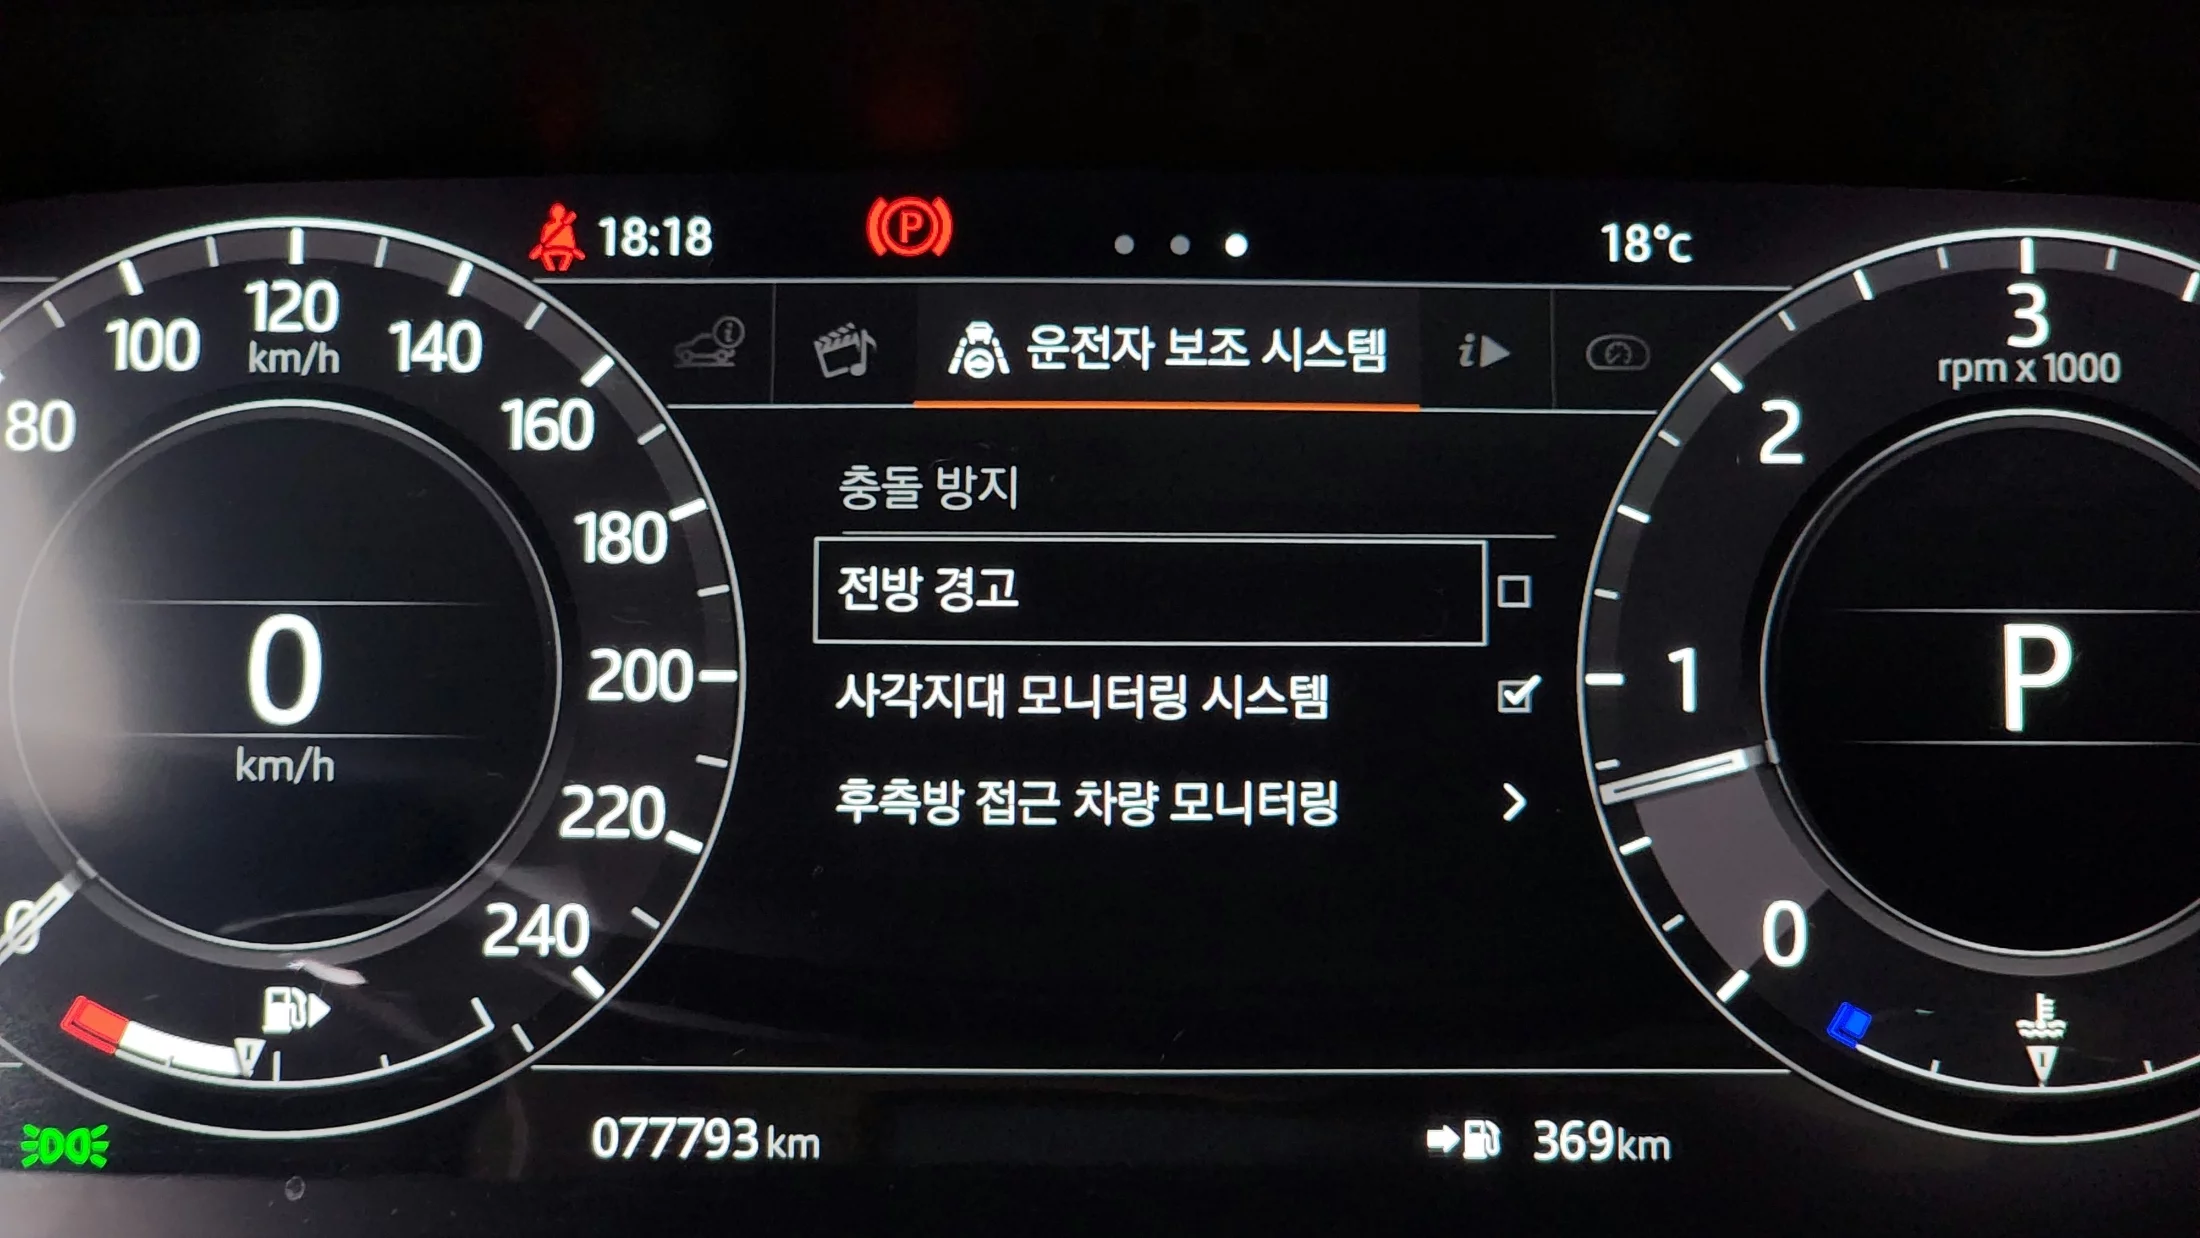 18:18
P
18°C
운전자 보조 시스템
i
80
100
120
km/h
140
160
180
200
220
240
0
0
km/h
충돌 방지
전방 경고
사각지대 모니터링 시스템
후측방 접근 차량 모니터링
3
rpm x 1000
2
1
0
P
077793 km
369km